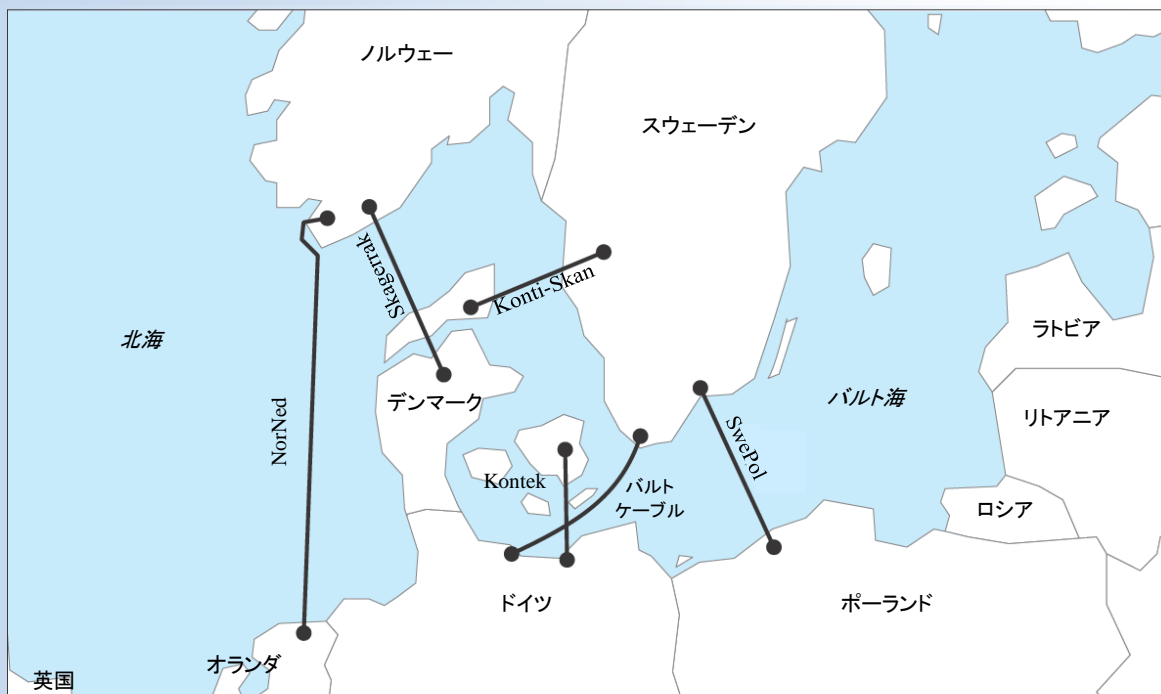 ノルウェー
スウェーデン
Skagerrak
Konti-Skan
北海
ラトビア
デンマーク
バルト海
リトアニア
NorNed
SwePol
Kontek
バルト
ケーブル
ロシア
ドイツ
ポーランド
オランダ
英国